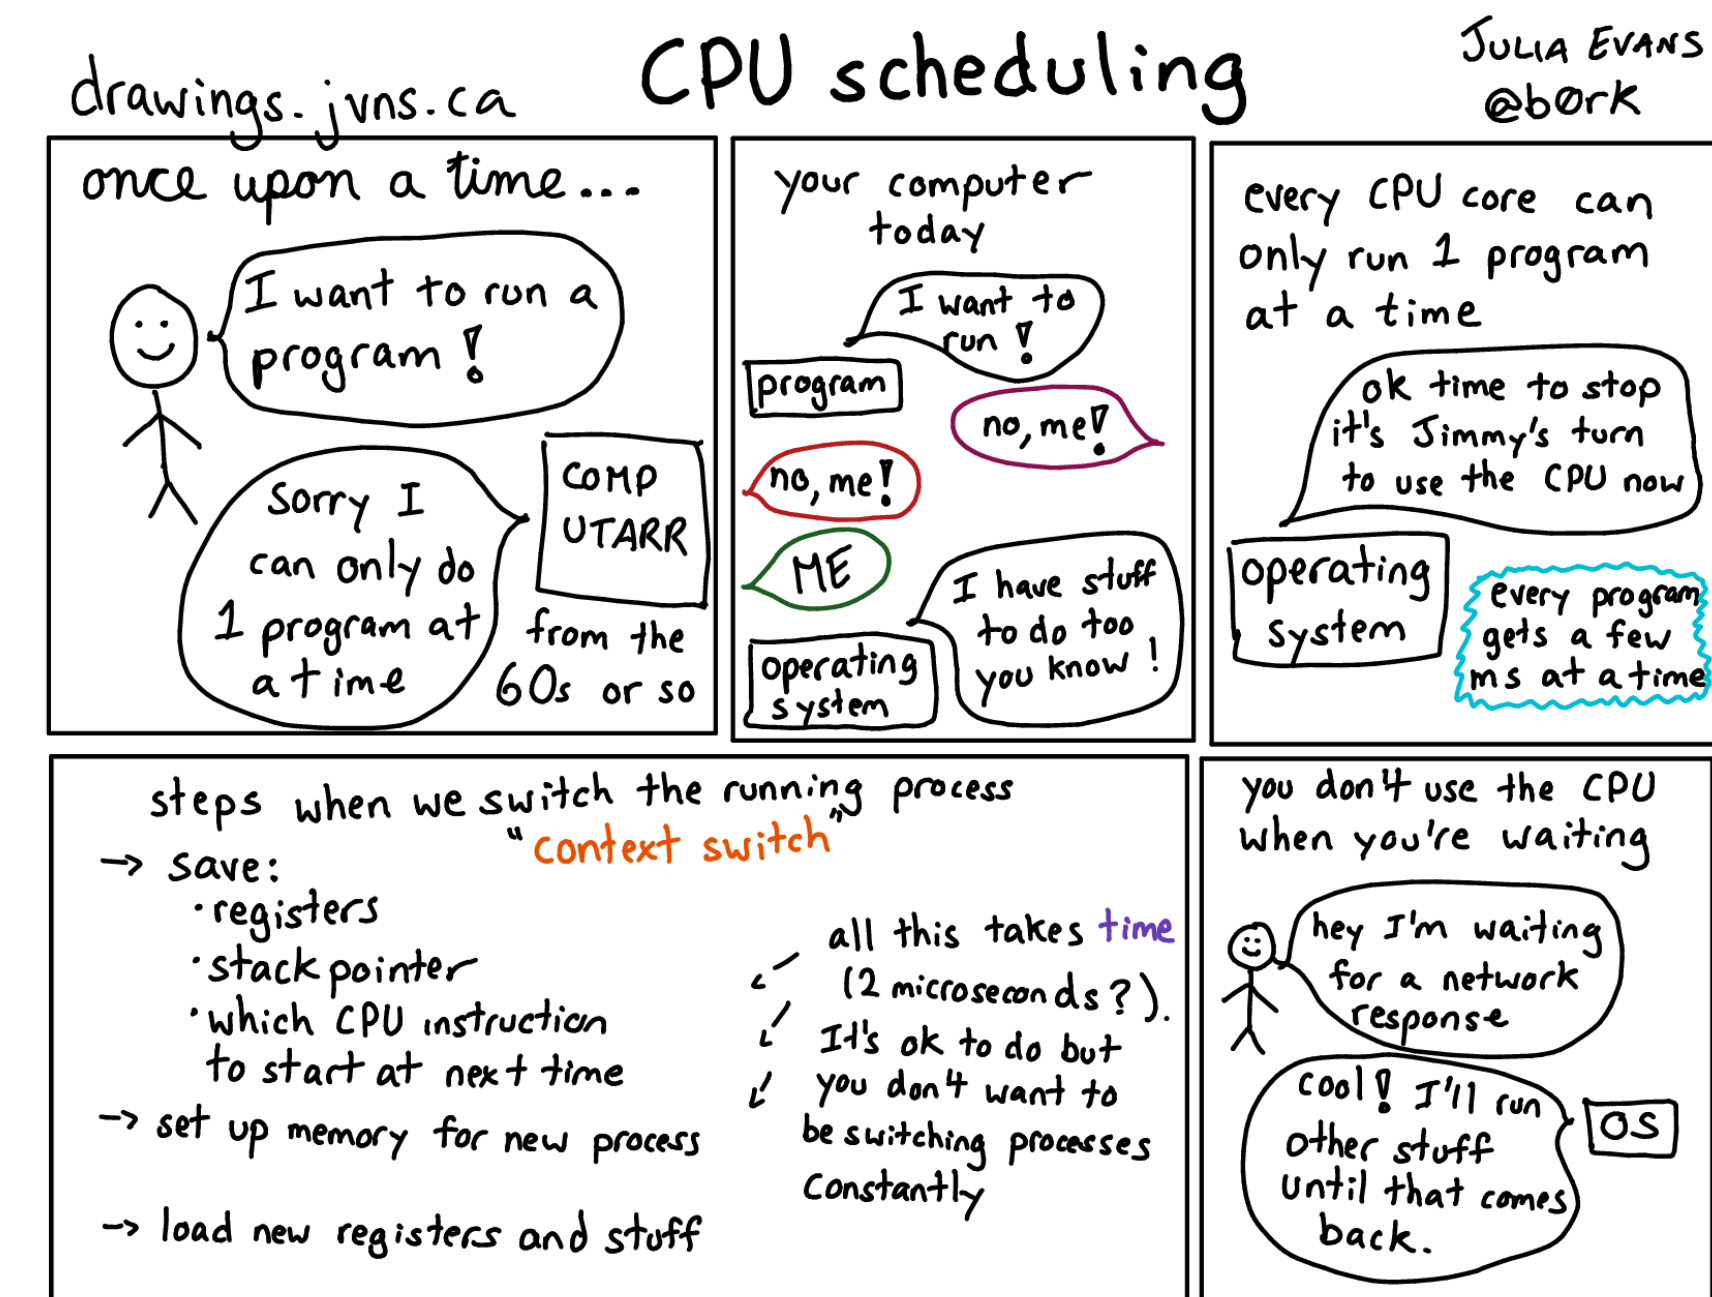 drawings.jvns.ca
CPU scheduling
JULIA EVANS
@b0rk
once upon a time...
I want to run a
program!
COMP
UTARR
from the
60s or so
Sorry I
can only do
1 program at
a time
your computer
today
I want to
run!
program
no, me!
no, me!
ME
operating
system
I have stuff
to do too
you know!
every CPU core can
only run 1 program
at a time
ok time to stop
it's Jimmy's turn
to use the CPU now
operating
system
every program
gets a few
ms at a time
steps when we switch the running process
"context switch"
→ save:
· registers
· stack pointer
· which CPU instruction
to start at next time
→ set up memory for new process
→ load new registers and stuff
all this takes time
(2 microseconds?).
It's ok to do but
you don't want to
be switching processes
constantly
you don't use the CPU
when you're waiting
hey I'm waiting
for a network
response
cool! I'll run
other stuff
until that comes
back.
OS